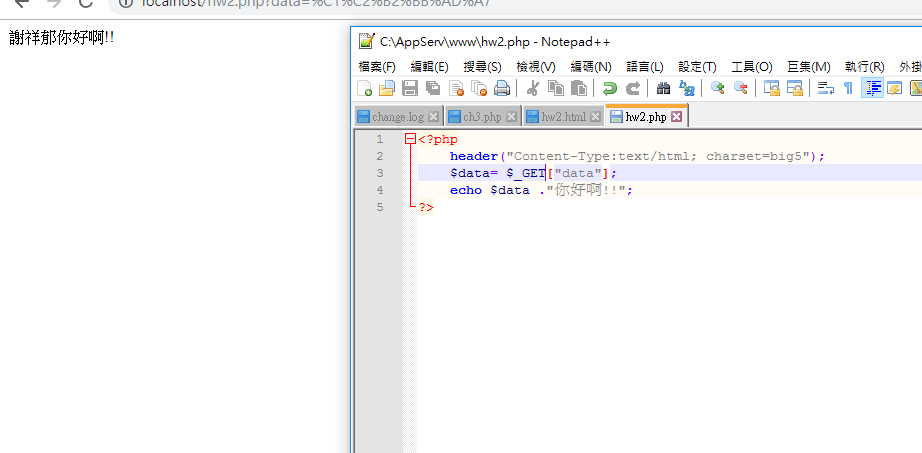 localhost/hw2.php?data=%C1%C2%B2%BB%AD%A7
謝祥郁你好啊!!
C:\AppServ\www\hw2.php - Notepad++
檔案(F) 編輯(E) 搜尋(S) 檢視(V) 編碼(N) 語言(L) 設定(T) 工具(O) 巨集(M) 執行(R) 外掛
change.log ch3.php hw2.html hw2.php
1 <?php
2 header("Content-Type:text/html; charset=big5");
3 $data= $_GET["data"];
4 echo $data ."你好啊!!";
5 ?>